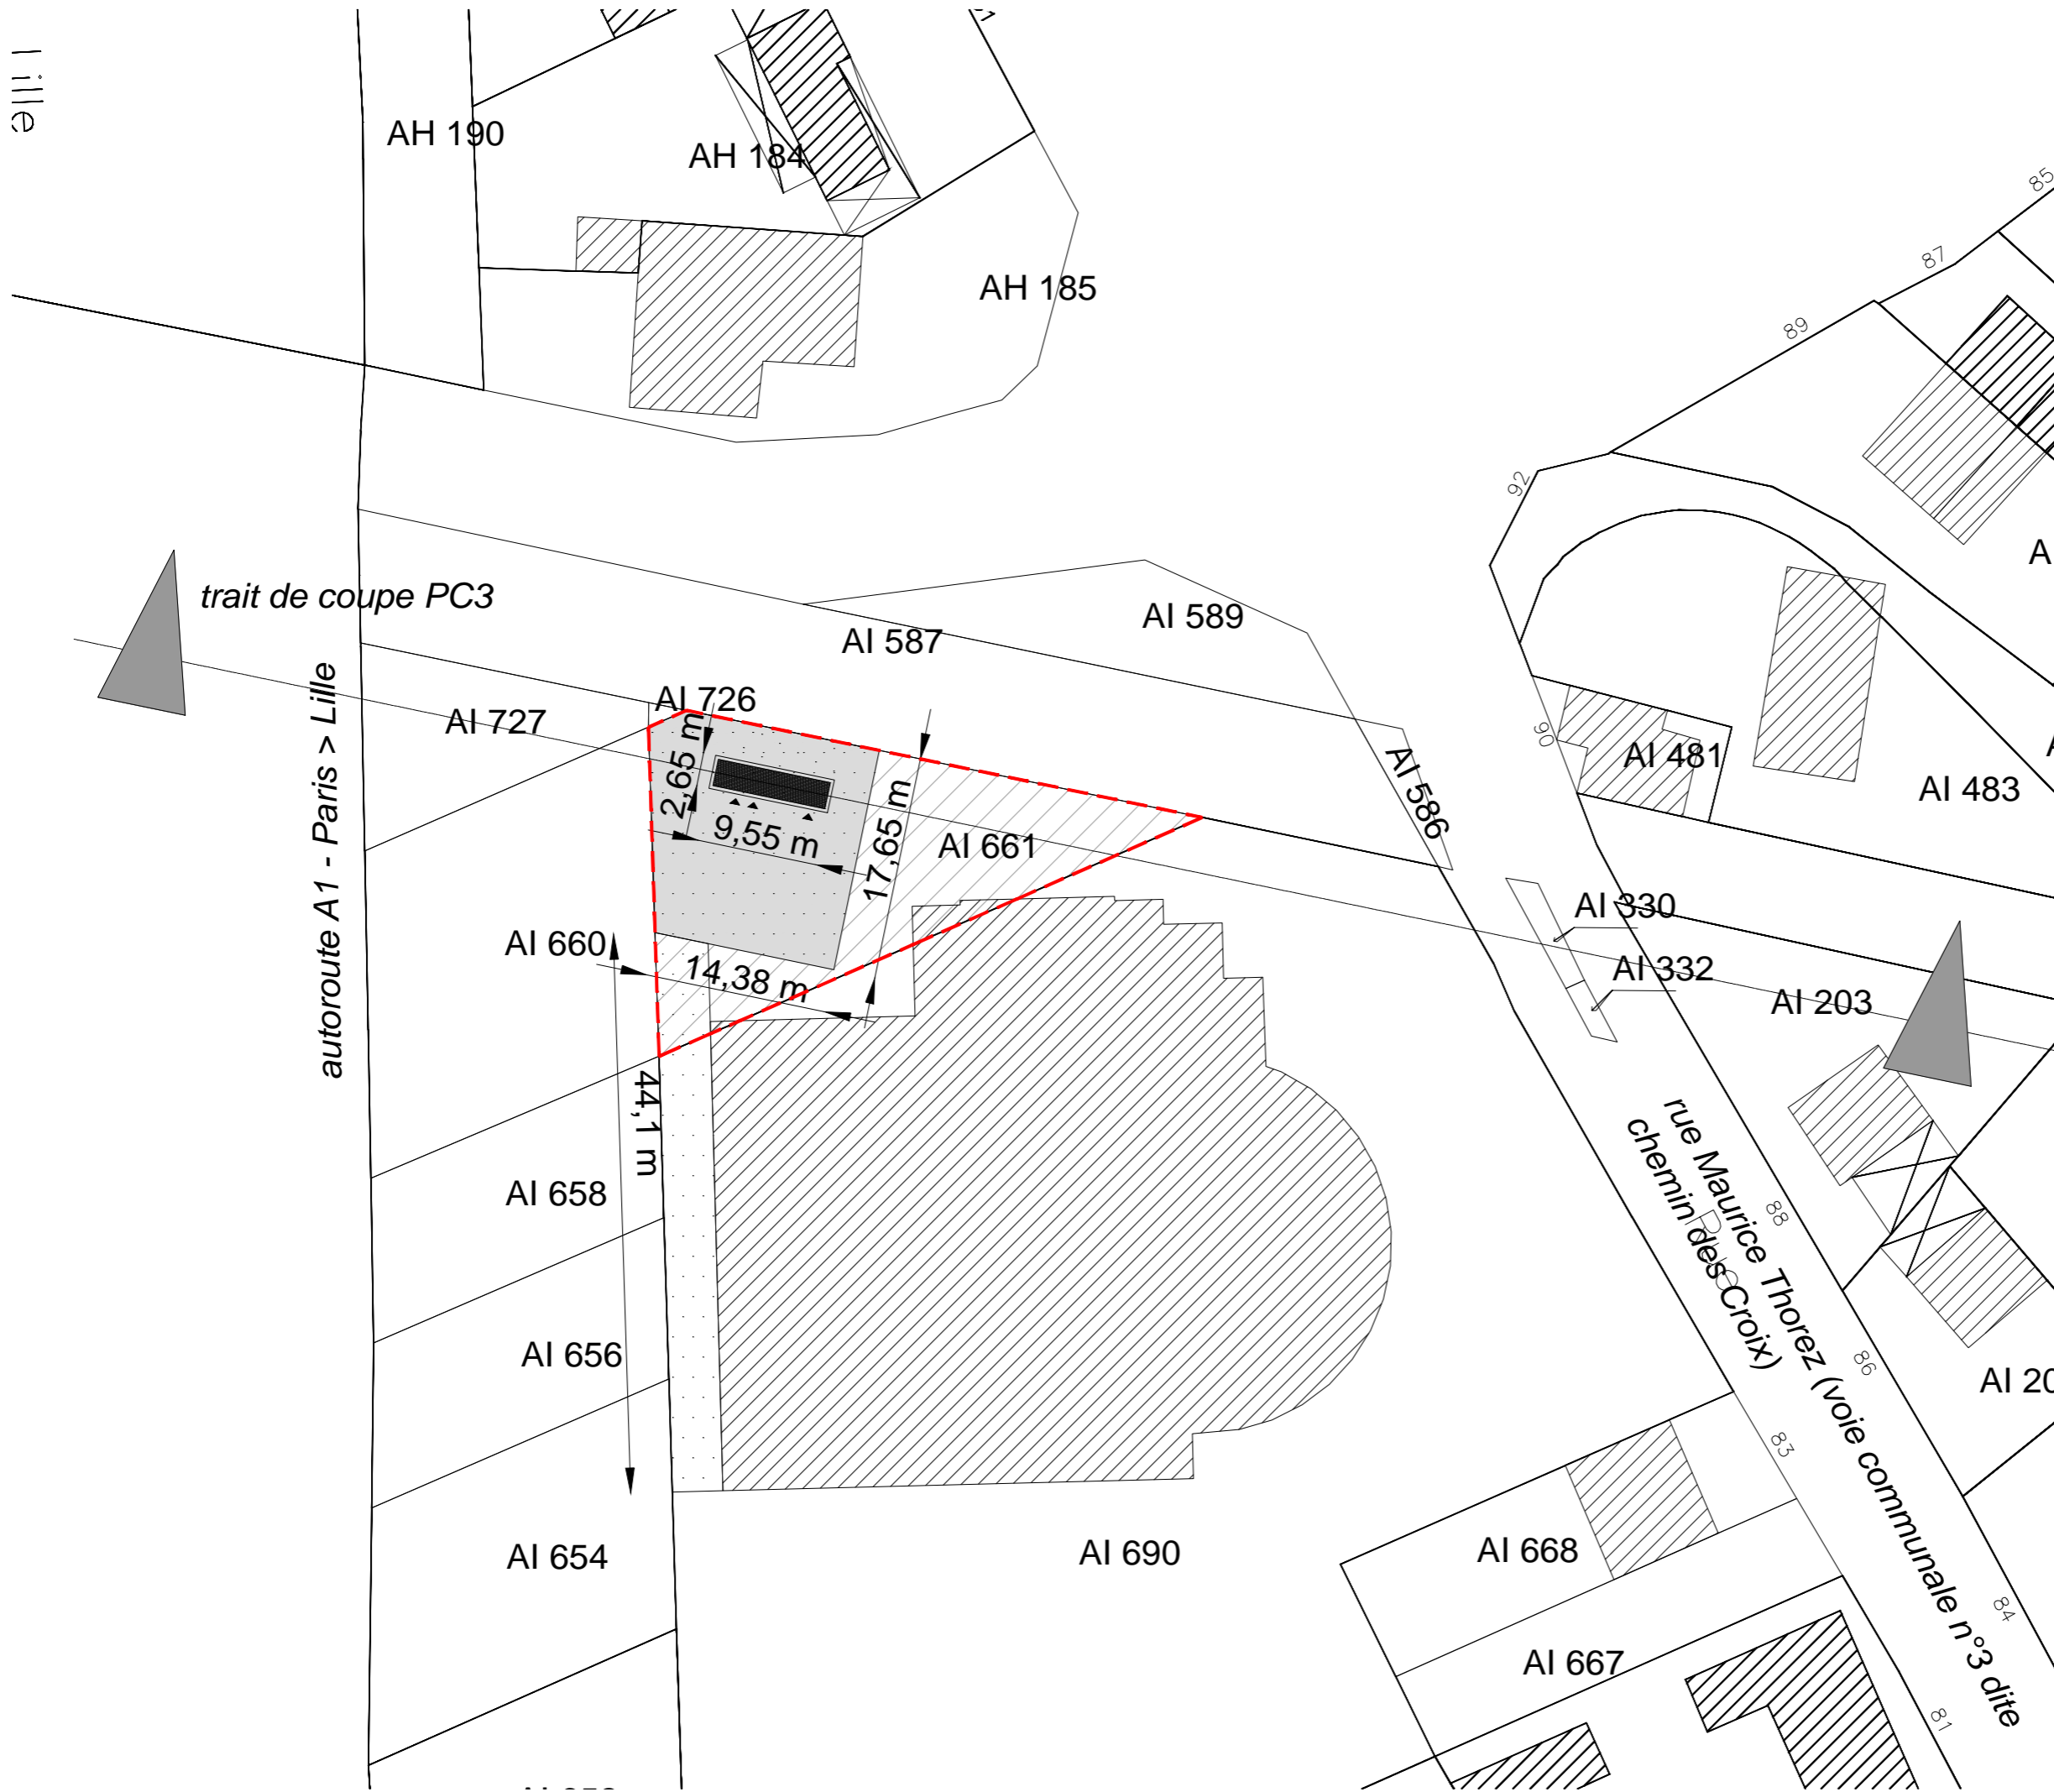 Lille
AH 190
AH 184
AH 185
85
87
89
92
trait de coupe PC3
AI 589
AI 587
AI 726
AI 727
autoroute A1 - Paris > Lille
2,65 m
9,55 m
17,65 m
AI 661
AI 586
90
AI 481
AI 483
AI 330
AI 332
AI 203
AI 660
14,38 m
44,1 m
AI 658
AI 656
AI 654
AI 690
rue Maurice Thorez (voie communale n°3 dite
chemin des Croix)
Rue
88
86
83
84
81
AI 20
AI 668
AI 667